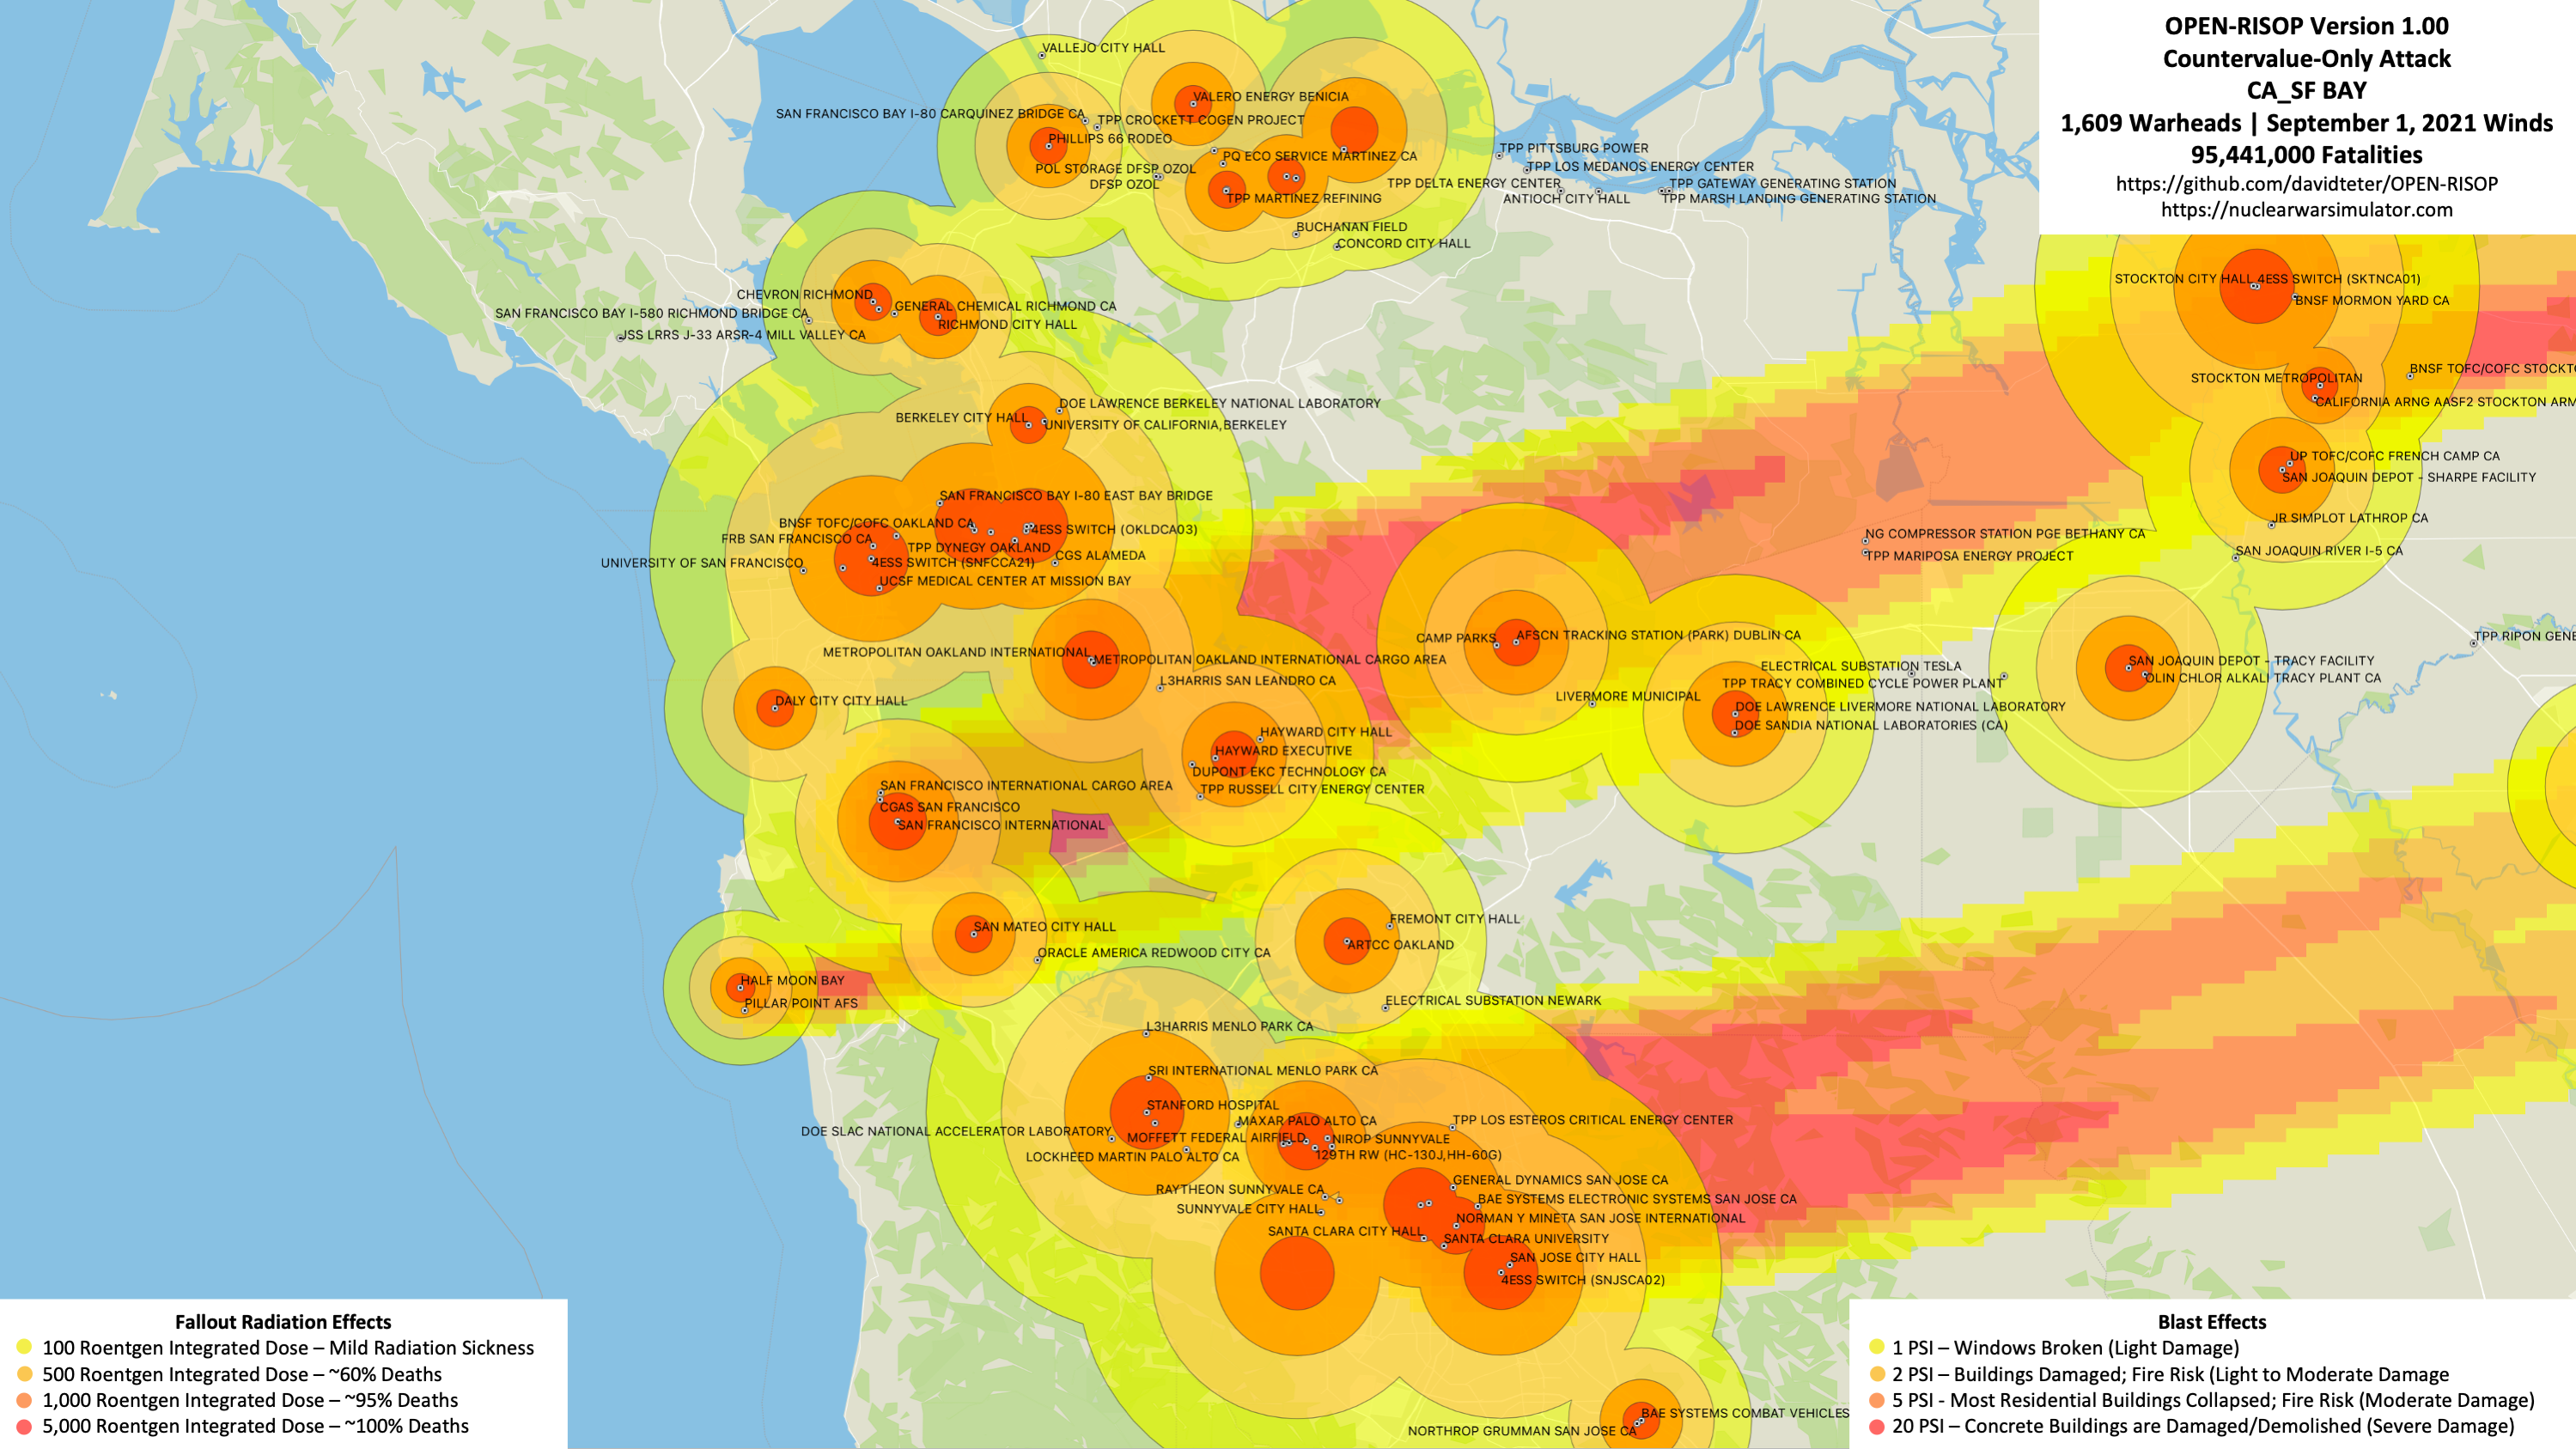 OPEN-RISOP Version 1.00
Countervalue-Only Attack
CA_SF BAY
1,609 Warheads | September 1, 2021 Winds
95,441,000 Fatalities
https://github.com/davidteter/OPEN-RISOP
https://nuclearwarsimulator.com
VALLEJO CITY HALL
VALERO ENERGY BENICIA
SAN FRANCISCO BAY I-80 CARQUINEZ BRIDGE CA
TPP CROCKETT COGEN PROJECT
PHILLIPS 66 RODEO
PQ ECO SERVICE MARTINEZ CA
POL STORAGE DFSP OZOL
DFSP OZOL
TPP MARTINEZ REFINING
TPP PITTSBURG POWER
TPP LOS MEDANOS ENERGY CENTER
TPP DELTA ENERGY CENTER
TPP GATEWAY GENERATING STATION
ANTIOCH CITY HALL
TPP MARSH LANDING GENERATING STATION
BUCHANAN FIELD
CONCORD CITY HALL
STOCKTON CITY HALL
4ESS SWITCH (SKTNCA01)
BNSF MORMON YARD CA
CHEVRON RICHMOND
GENERAL CHEMICAL RICHMOND CA
SAN FRANCISCO BAY I-580 RICHMOND BRIDGE CA
RICHMOND CITY HALL
JSS LRRS J-33 ARSR-4 MILL VALLEY CA
BNSF TOFC/COFC STOCKT
STOCKTON METROPOLITAN
CALIFORNIA ARNG AASF2 STOCKTON ARM
DOE LAWRENCE BERKELEY NATIONAL LABORATORY
BERKELEY CITY HALL
UNIVERSITY OF CALIFORNIA,BERKELEY
UP TOFC/COFC FRENCH CAMP CA
SAN JOAQUIN DEPOT - SHARPE FACILITY
SAN FRANCISCO BAY I-80 EAST BAY BRIDGE
BNSF TOFC/COFC OAKLAND CA
4ESS SWITCH (OKLDCA03)
FRB SAN FRANCISCO CA
TPP DYNEGY OAKLAND
CGS ALAMEDA
UNIVERSITY OF SAN FRANCISCO
4ESS SWITCH (SNFCCA21)
UCSF MEDICAL CENTER AT MISSION BAY
JR SIMPLOT LATHROP CA
NG COMPRESSOR STATION PGE BETHANY CA
TPP MARIPOSA ENERGY PROJECT
SAN JOAQUIN RIVER I-5 CA
METROPOLITAN OAKLAND INTERNATIONAL
METROPOLITAN OAKLAND INTERNATIONAL CARGO AREA
L3HARRIS SAN LEANDRO CA
CAMP PARKS
AFSCN TRACKING STATION (PARK) DUBLIN CA
TPP RIPON GENE
ELECTRICAL SUBSTATION TESLA
TPP TRACY COMBINED CYCLE POWER PLANT
SAN JOAQUIN DEPOT - TRACY FACILITY
OLIN CHLOR ALKALI TRACY PLANT CA
LIVERMORE MUNICIPAL
DOE LAWRENCE LIVERMORE NATIONAL LABORATORY
DOE SANDIA NATIONAL LABORATORIES (CA)
DALY CITY CITY HALL
HAYWARD CITY HALL
HAYWARD EXECUTIVE
DUPONT EKC TECHNOLOGY CA
TPP RUSSELL CITY ENERGY CENTER
SAN FRANCISCO INTERNATIONAL CARGO AREA
CGAS SAN FRANCISCO
SAN FRANCISCO INTERNATIONAL
SAN MATEO CITY HALL
ORACLE AMERICA REDWOOD CITY CA
FREMONT CITY HALL
ARTCC OAKLAND
HALF MOON BAY
PILLAR POINT AFS
ELECTRICAL SUBSTATION NEWARK
L3HARRIS MENLO PARK CA
SRI INTERNATIONAL MENLO PARK CA
STANFORD HOSPITAL
MAXAR PALO ALTO CA
TPP LOS ESTEROS CRITICAL ENERGY CENTER
DOE SLAC NATIONAL ACCELERATOR LABORATORY
MOFFETT FEDERAL AIRFIELD
NIROP SUNNYVALE
LOCKHEED MARTIN PALO ALTO CA
129TH RW (HC-130J,HH-60G)
GENERAL DYNAMICS SAN JOSE CA
RAYTHEON SUNNYVALE CA
BAE SYSTEMS ELECTRONIC SYSTEMS SAN JOSE CA
SUNNYVALE CITY HALL
NORMAN Y MINETA SAN JOSE INTERNATIONAL
SANTA CLARA CITY HALL
SANTA CLARA UNIVERSITY
SAN JOSE CITY HALL
4ESS SWITCH (SNJSCA02)
BAE SYSTEMS COMBAT VEHICLES
NORTHROP GRUMMAN SAN JOSE CA
Fallout Radiation Effects
100 Roentgen Integrated Dose – Mild Radiation Sickness
500 Roentgen Integrated Dose – ~60% Deaths
1,000 Roentgen Integrated Dose – ~95% Deaths
5,000 Roentgen Integrated Dose – ~100% Deaths
Blast Effects
1 PSI – Windows Broken (Light Damage)
2 PSI – Buildings Damaged; Fire Risk (Light to Moderate Damage
5 PSI - Most Residential Buildings Collapsed; Fire Risk (Moderate Damage)
20 PSI – Concrete Buildings are Damaged/Demolished (Severe Damage)